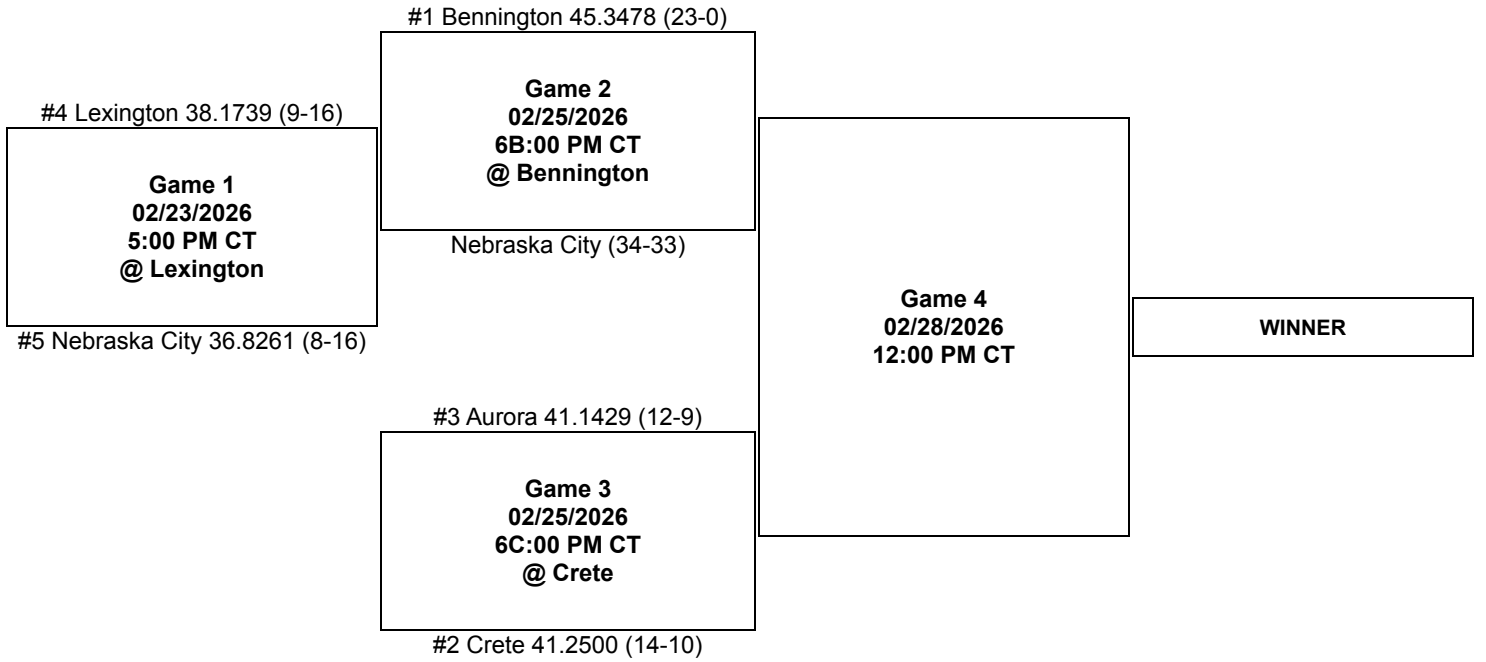 #1 Bennington 45.3478 (23-0)
Game 2
02/25/2026
6B:00 PM CT
@ Bennington
#4 Lexington 38.1739 (9-16)
Game 1
02/23/2026
5:00 PM CT
@ Lexington
Nebraska City (34-33)
#5 Nebraska City 36.8261 (8-16)
Game 4
02/28/2026
12:00 PM CT
WINNER
#3 Aurora 41.1429 (12-9)
Game 3
02/25/2026
6C:00 PM CT
@ Crete
#2 Crete 41.2500 (14-10)